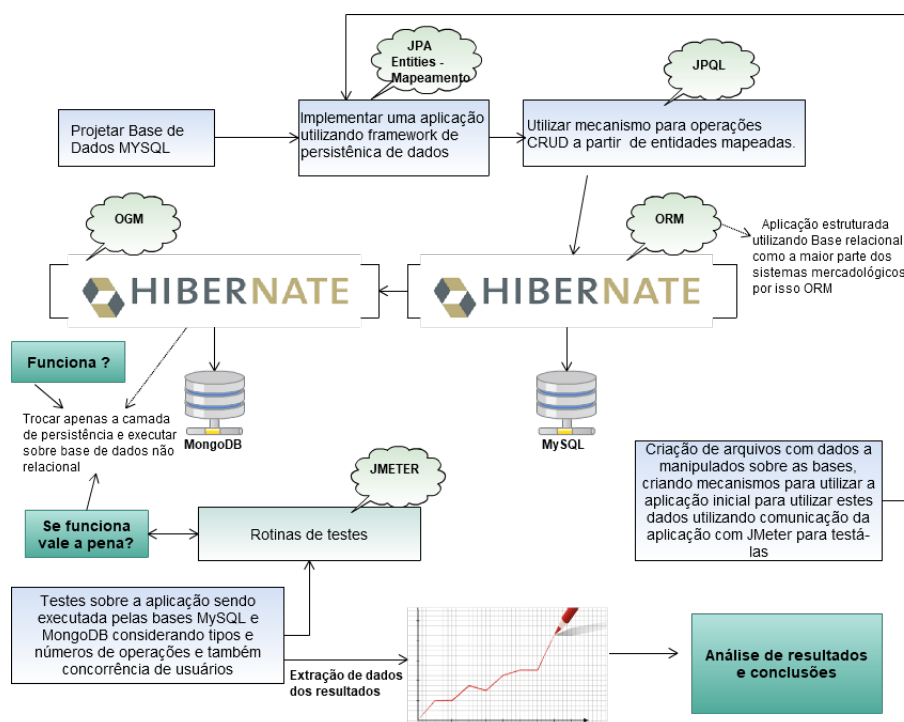 JPA
Entities -
Mapeamento
JPQL
Projetar Base de
Dados MYSQL
Implementar uma aplicação
utilizando framework de
persistênica de dados
Utilizar mecanismo para operações
CRUD a partir de entidades mapeadas.
OGM
ORM
Aplicação estruturada
utilizando Base relacional
como a maior parte dos
sistemas mercadológicos
por isso ORM
HIBERNATE
HIBERNATE
Funciona ?
MongoDB
MySQL
Trocar apenas a camada
de persistência e executar
sobre base de dados não
relacional
JMETER
Criação de arquivos com dados a
manipulados sobre as bases,
criando mecanismos para utilizar a
aplicação inicial para utilizar estes
dados utilizando comunicação da
aplicação com JMeter para testá-
las
Se funciona
vale a pena?
Rotinas de testes
Testes sobre a aplicação sendo
executada pelas bases MySQL e
MongoDB considerando tipos e
números de operações e também
concorrência de usuários
Extração de dados
dos resultados
Análise de resultados
e conclusões